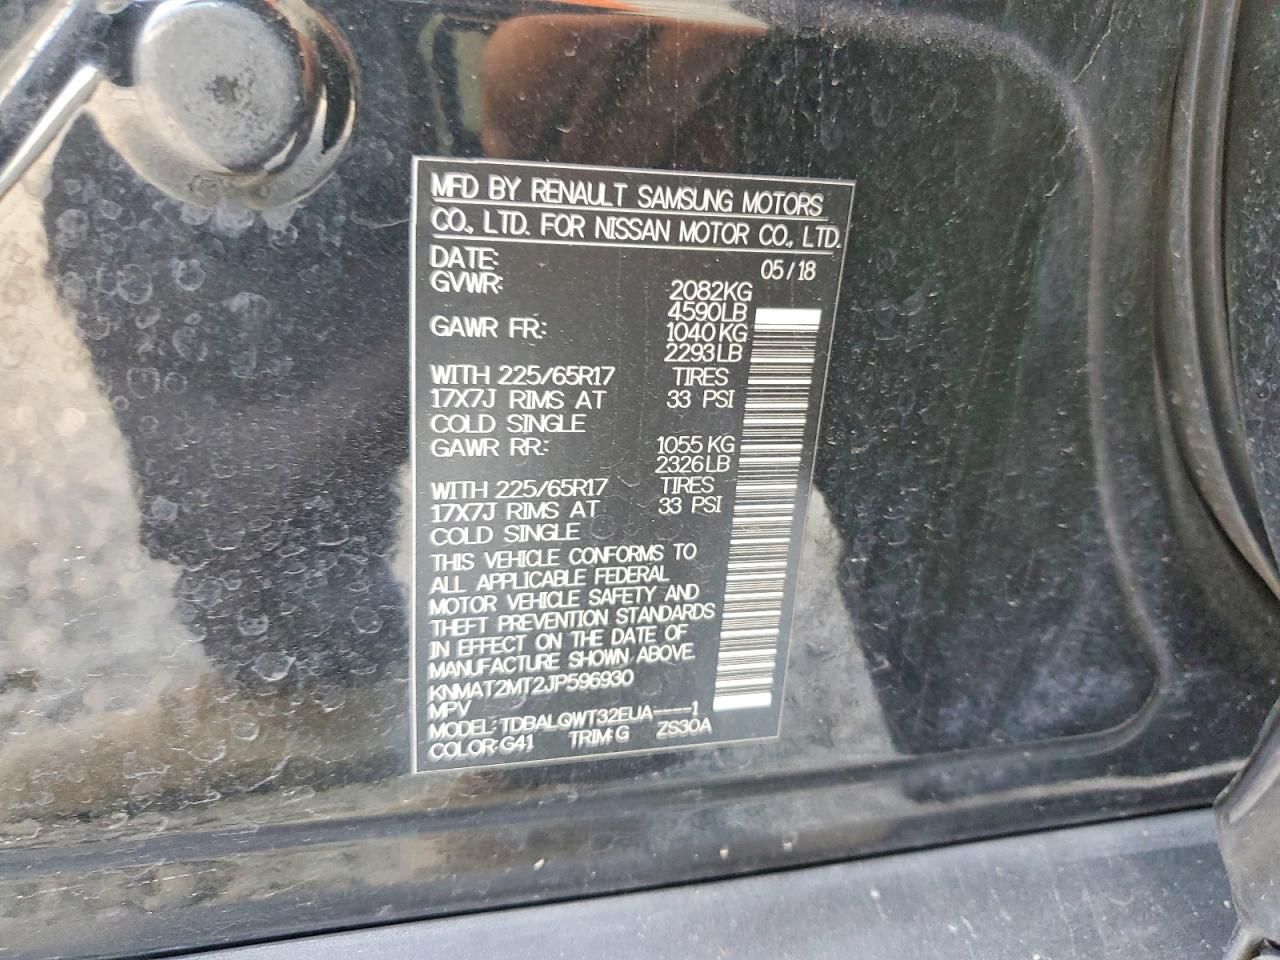 MFD BY RENAULT SAMSUNG MOTORS
CO., LTD. FOR NISSAN MOTOR CO., LTD.
DATE: 05/18
GVWR: 2082KG
4590LB
GAWR FR: 1040KG
2293LB
WITH 225/65R17 TIRES
17X7J RIMS AT 33 PSI
COLD SINGLE
GAWR RR: 1055KG
2326LB
WITH 225/65R17 TIRES
17X7J RIMS AT 33 PSI
COLD SINGLE
THIS VEHICLE CONFORMS TO
ALL APPLICABLE FEDERAL
MOTOR VEHICLE SAFETY AND
THEFT PREVENTION STANDARDS
IN EFFECT ON THE DATE OF
MANUFACTURE SHOWN ABOVE.
KNMAT2MT2JP596930
MPV
MODEL: TDBALQWT32EUA----1
COLOR: G41 TRIM: G ZS30A